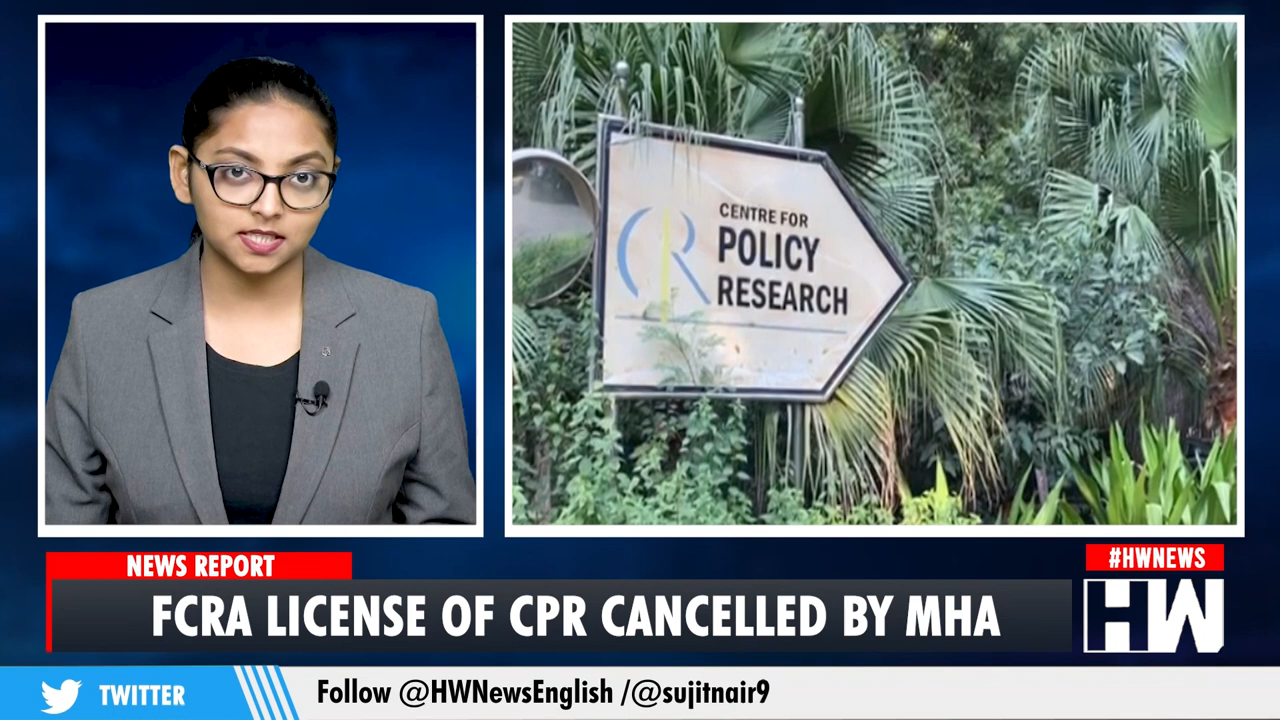 CENTRE FOR
POLICY
RESEARCH
CPR
NEWS REPORT
FCRA LICENSE OF CPR CANCELLED BY MHA
#HWNEWS
HW
TWITTER
Follow @HWNewsEnglish /@sujitnair9